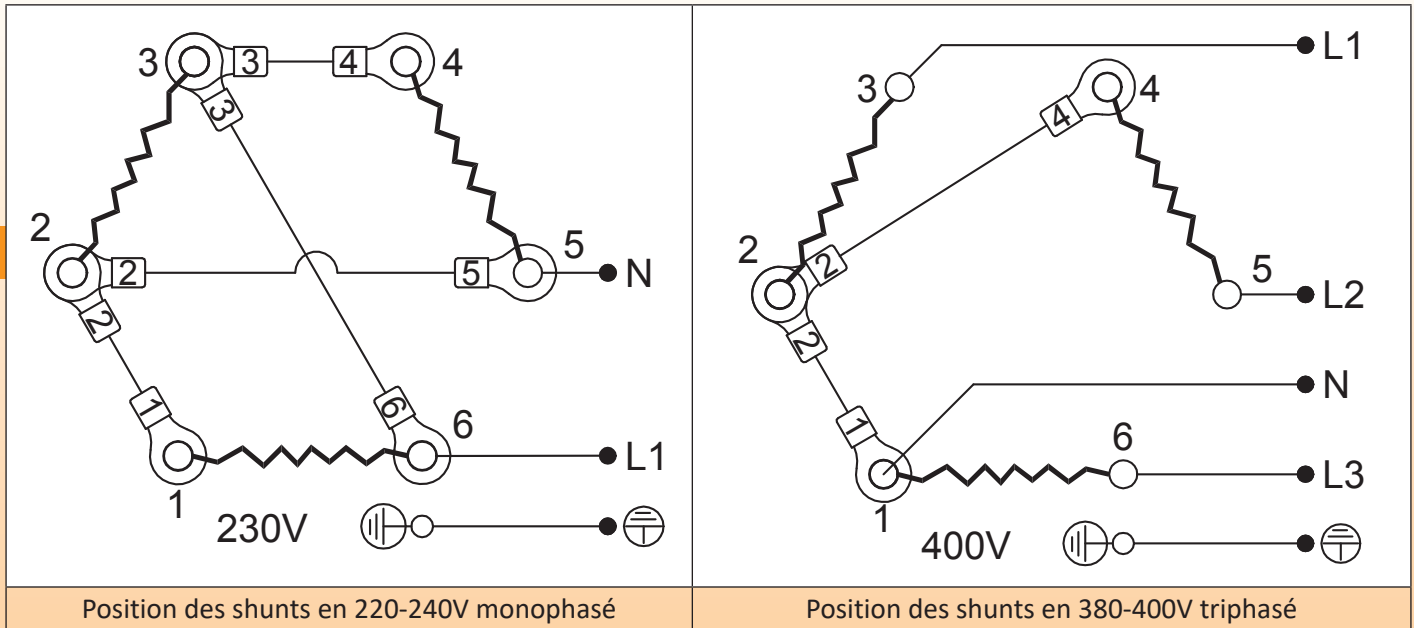 3 3 4 4
3
2
2 5 5 N
2
1 6
6 L1
1
230V
Position des shunts en 220-240V monophasé
L1
3 4
4
2 2
5 L2
2
N
1
6 L3
1
400V
Position des shunts en 380-400V triphasé